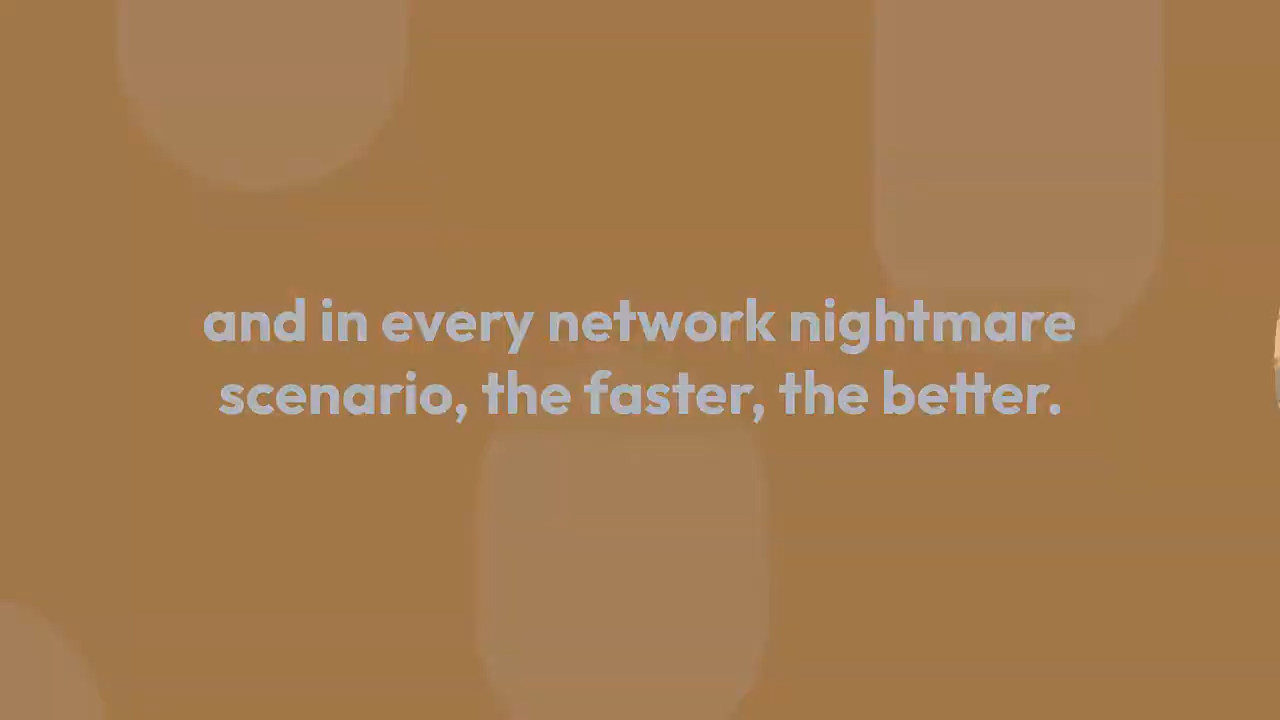 and in every network nightmare
scenario, the faster, the better.